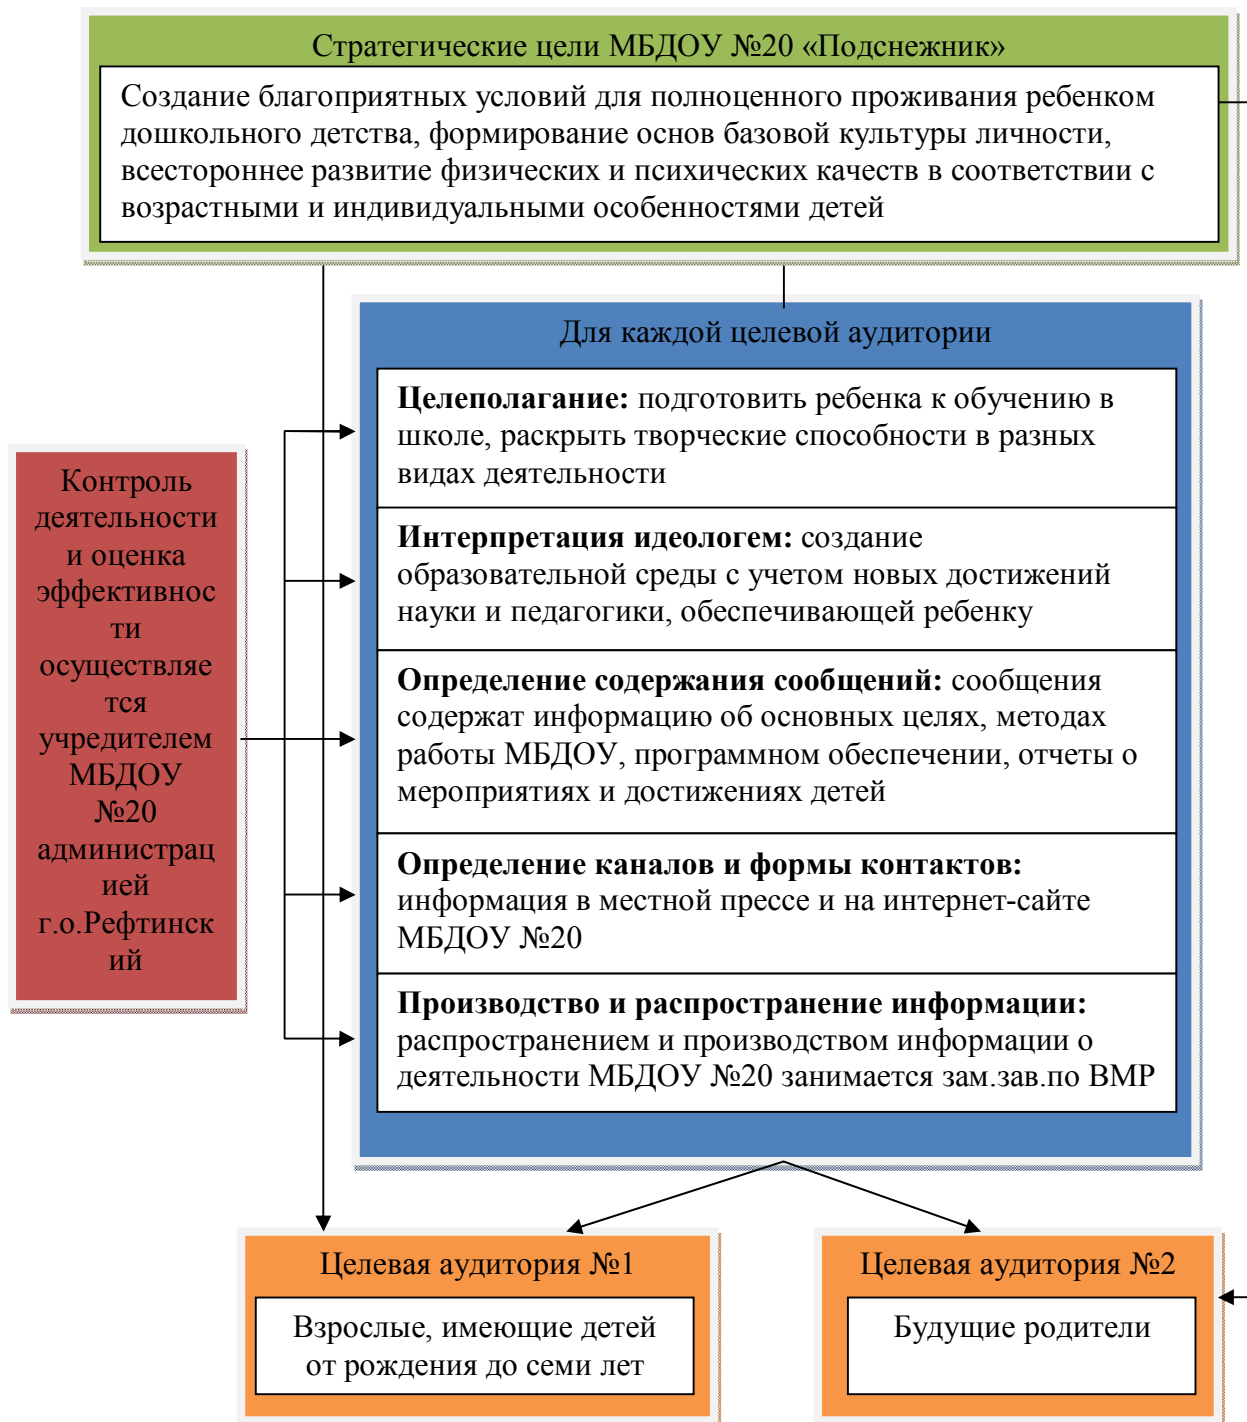 Стратегические цели МБДОУ №20 «Подснежник»
Создание благоприятных условий для полноценного проживания ребенком
дошкольного детства, формирование основ базовой культуры личности,
всестороннее развитие физических и психических качеств в соответствии с
возрастными и индивидуальными особенностями детей
Для каждой целевой аудитории
Целеполагание: подготовить ребенка к обучению в
школе, раскрыть творческие способности в разных
видах деятельности
Интерпретация идеологем: создание
образовательной среды с учетом новых достижений
науки и педагогики, обеспечивающей ребенку
Определение содержания сообщений: сообщения
содержат информацию об основных целях, методах
работы МБДОУ, программном обеспечении, отчеты о
мероприятиях и достижениях детей
Определение каналов и формы контактов:
информация в местной прессе и на интернет-сайте
МБДОУ №20
Производство и распространение информации:
распространением и производством информации о
деятельности МБДОУ №20 занимается зам.зав.по ВМР
Контроль
деятельности
и оценка
эффективнос
ти
осуществляе
тся
учредителем
МБДОУ
№20
администрац
ией
г.о.Рефтинск
ий
Целевая аудитория №1
Взрослые, имеющие детей
от рождения до семи лет
Целевая аудитория №2
Будущие родители